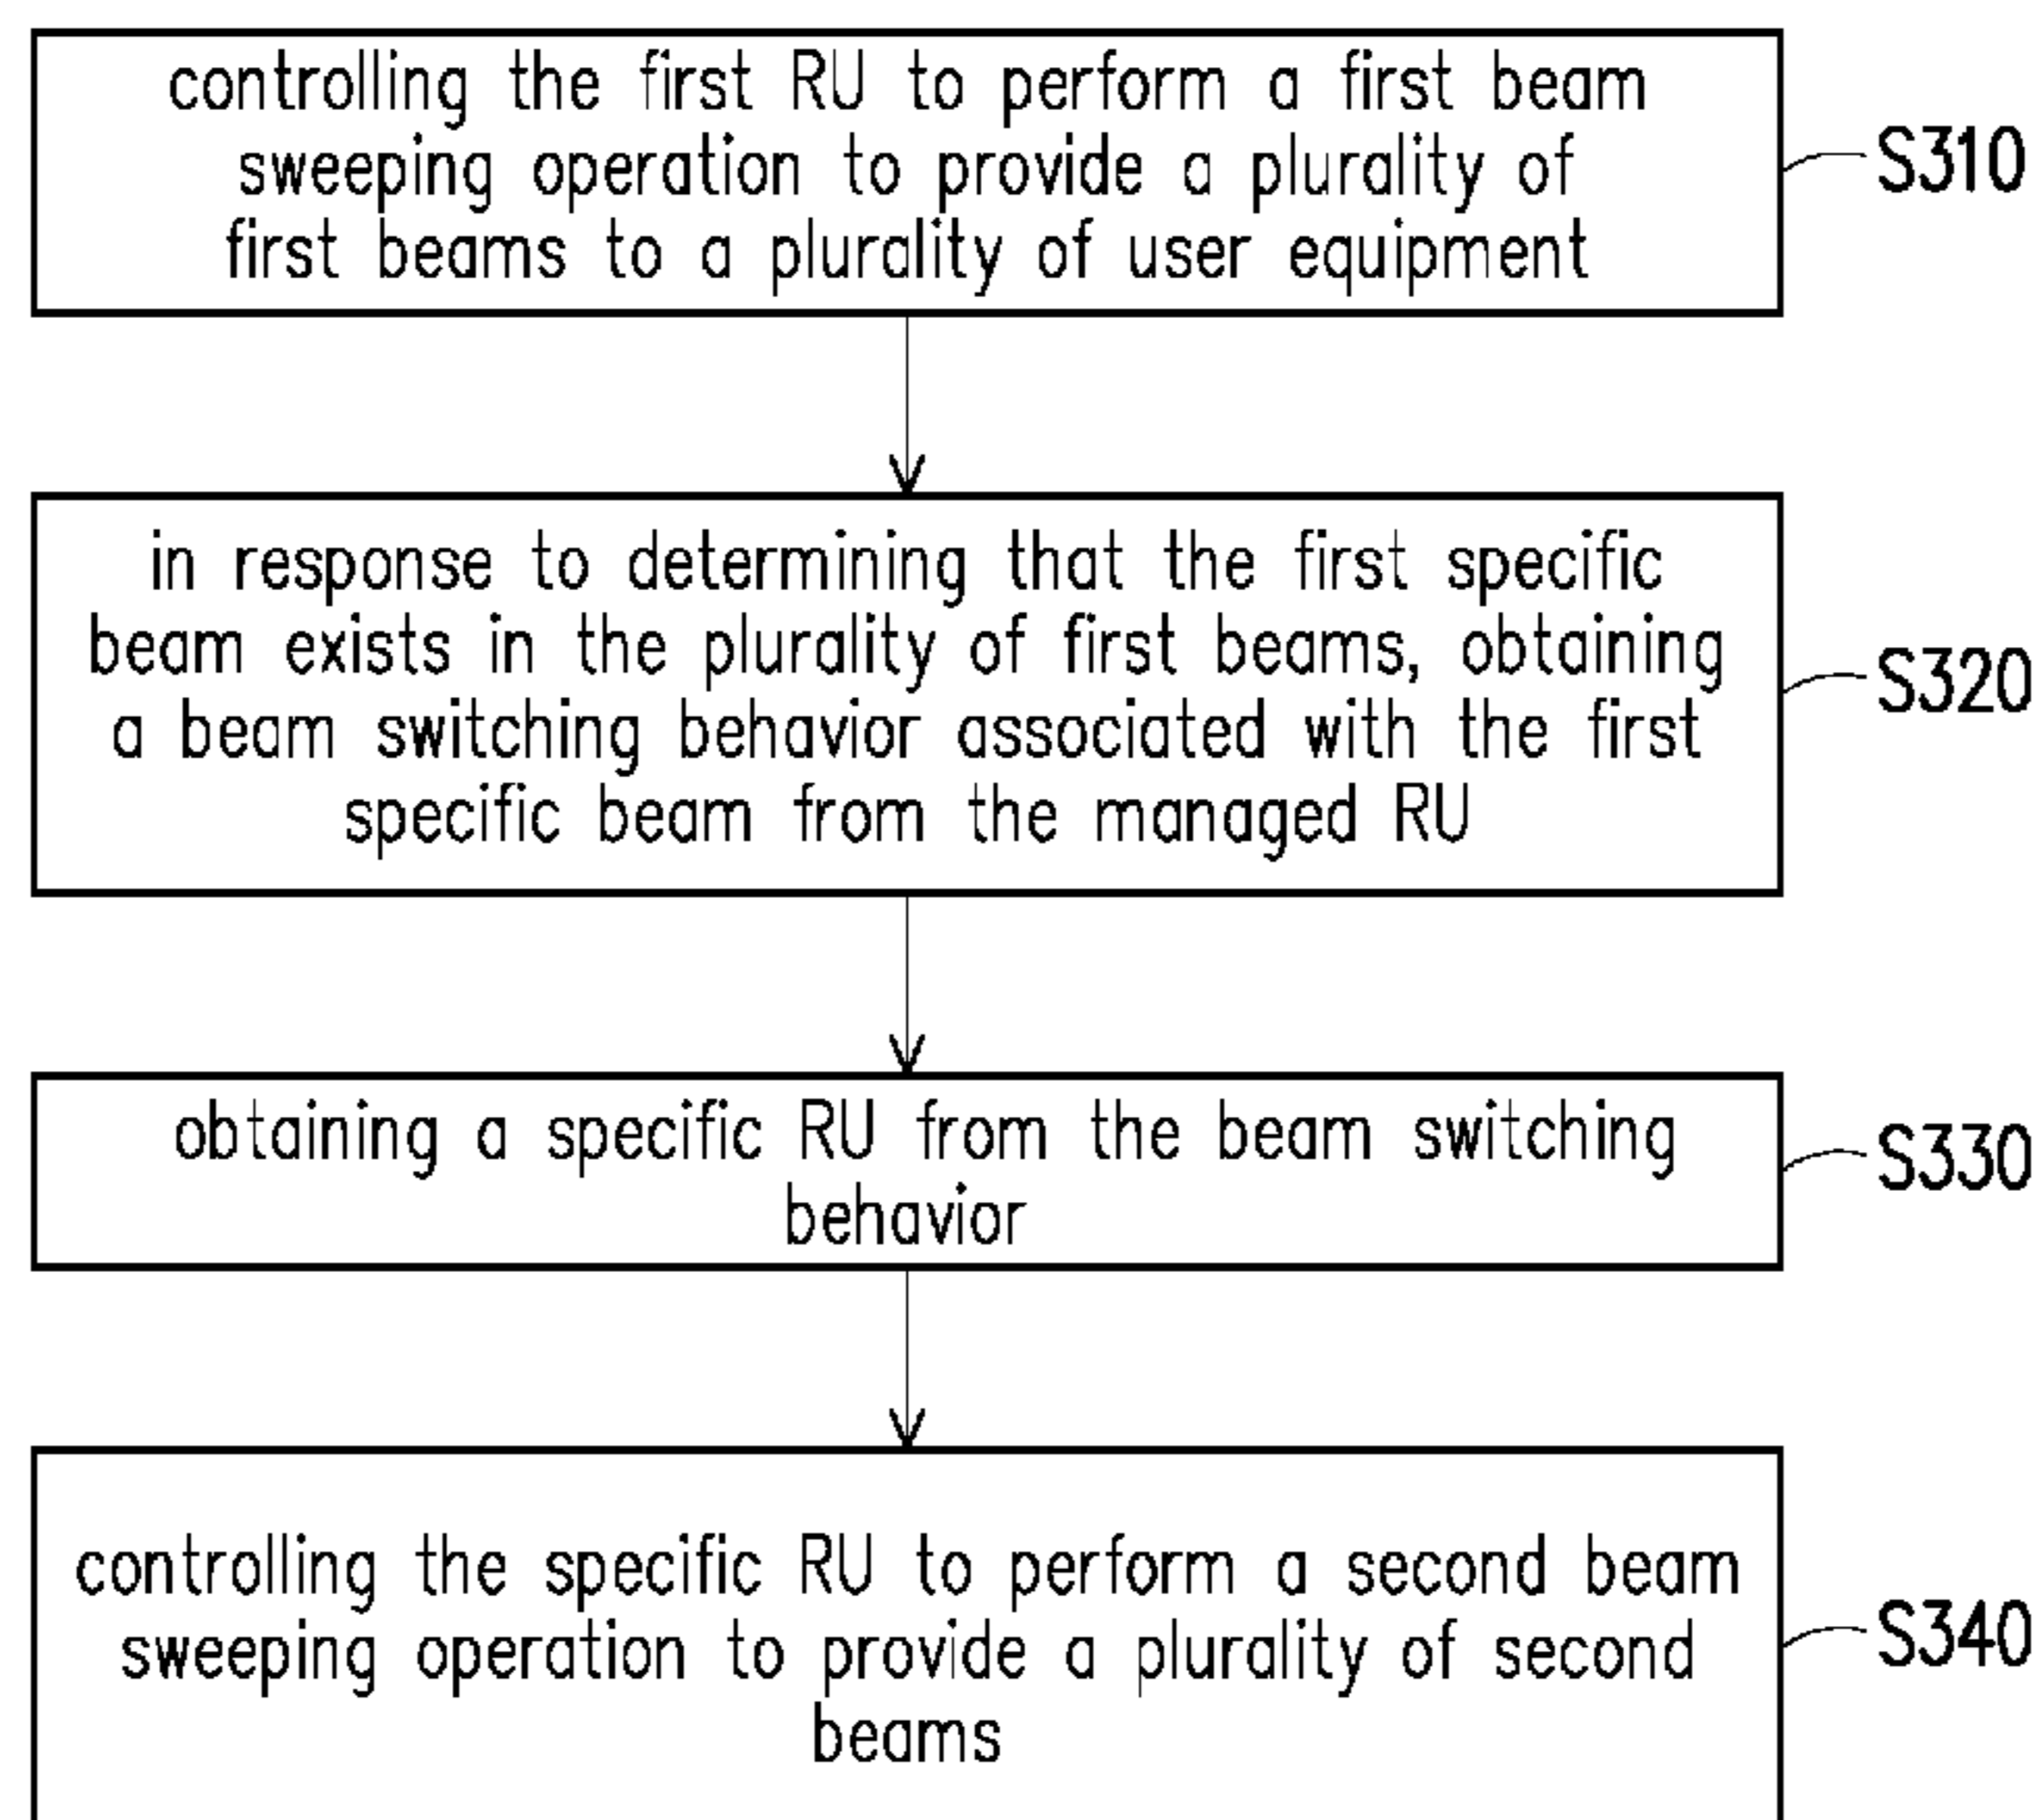 controlling the first RU to perform a first beam
sweeping operation to provide a plurality of
first beams to a plurality of user equipment
S310
in response to determining that the first specific
beam exists in the plurality of first beams, obtaining
a beam switching behavior associated with the first
specific beam from the managed RU
S320
obtaining a specific RU from the beam switching
behavior
S330
controlling the specific RU to perform a second beam
sweeping operation to provide a plurality of second
beams
S340